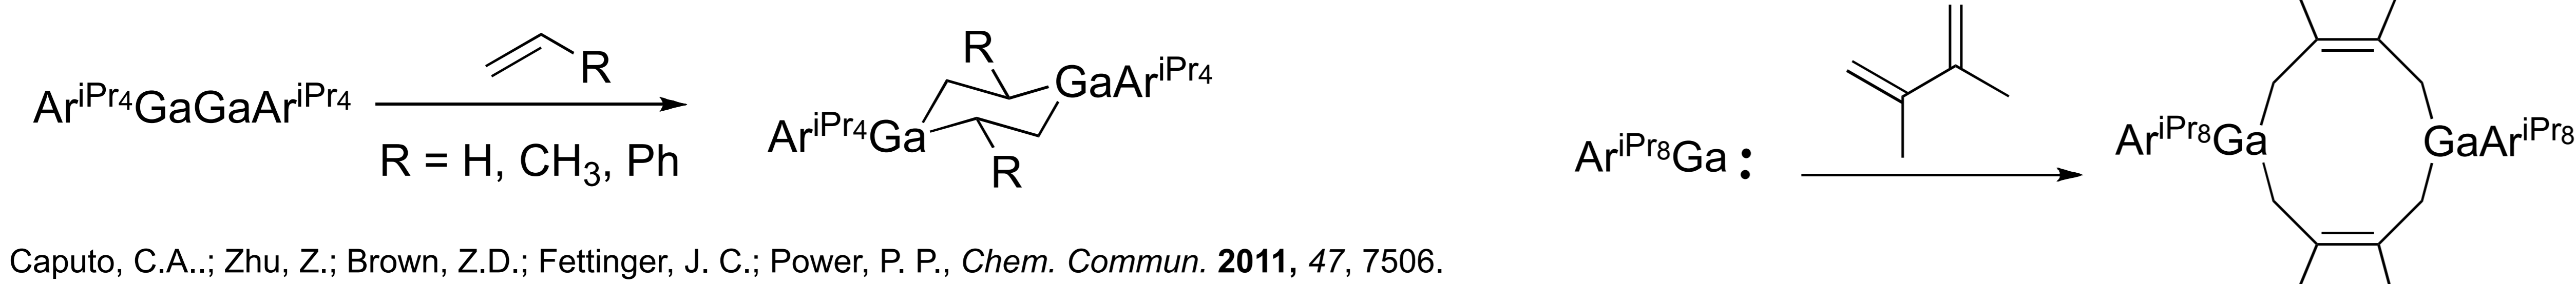 R
R
Ar^iPr4GaGaAr^iPr4
GaAr^iPr4
R = H, CH3, Ph
Ar^iPr4Ga
R
Ar^iPr8Ga:
Ar^iPr8Ga
GaAr^iPr8
Caputo, C.A..; Zhu, Z.; Brown, Z.D.; Fettinger, J. C.; Power, P. P., Chem. Commun. 2011, 47, 7506.